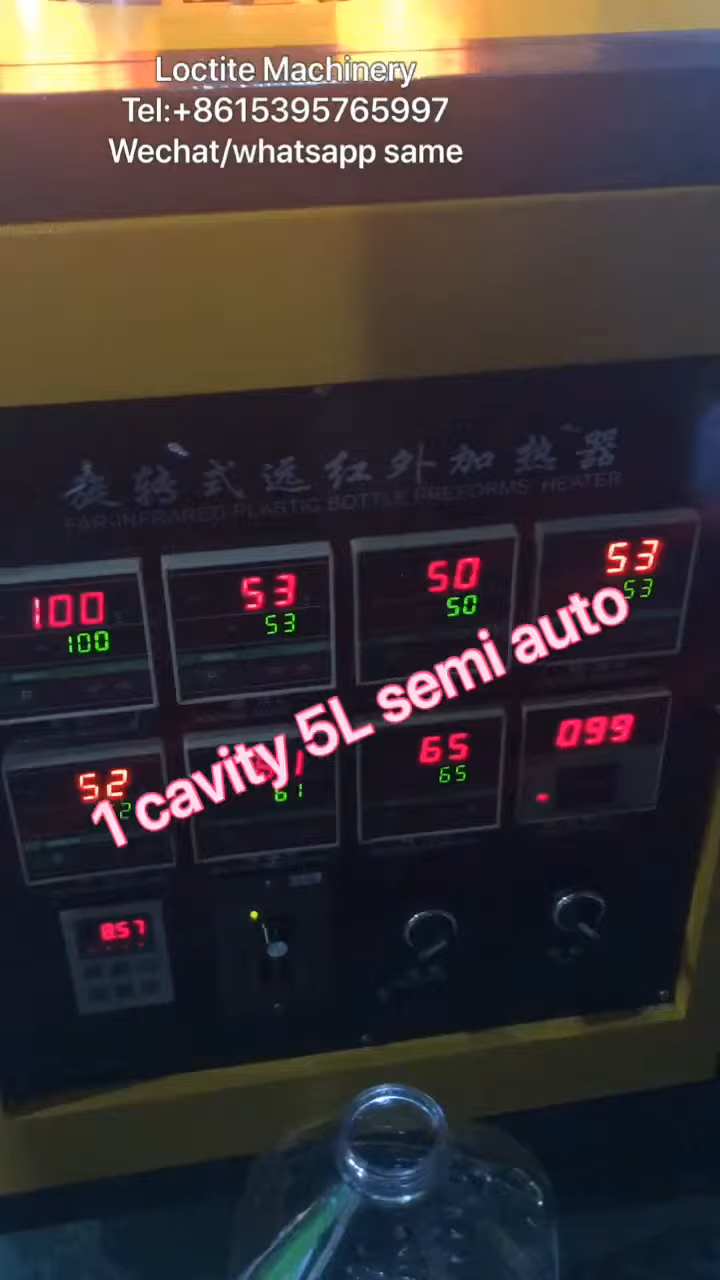 Loctite Machinery
Tel:+8615395765997
Wechat/whatsapp same
旋转式远红外加热器
FAR-INFRARED PLASTIC BOTTLE PREFORMS HEATER
100
100
53
53
50
50
53
53
1 cavity 5L semi auto
52
61
65
65
099
857